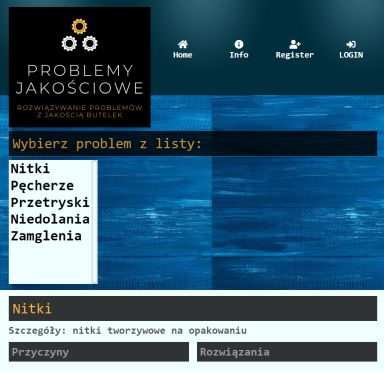 PROBLEMY
JAKOŚCIOWE
ROZWIĄZYWANIE PROBLEMÓW
Z JAKOŚCIĄ BUTELEK
Home
Info
Register
LOGIN
Wybierz problem z listy:
Nitki
Pęcherze
Przetryski
Niedolania
Zamglenia
Nitki
Szczegóły: nitki tworzywowe na opakowaniu
Przyczyny
Rozwiązania